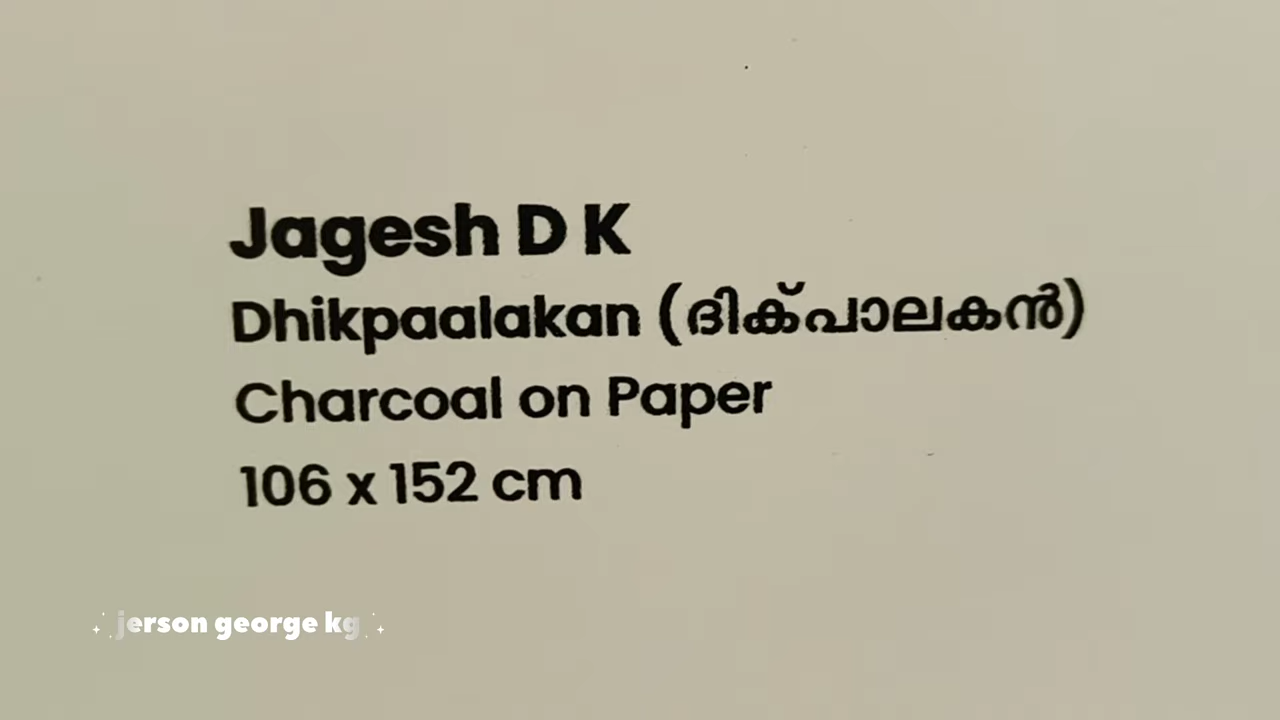 Jagesh D K
Dhikpaalakan (ദിക്പാലകൻ)
Charcoal on Paper
106 x 152 cm
jerson george kg